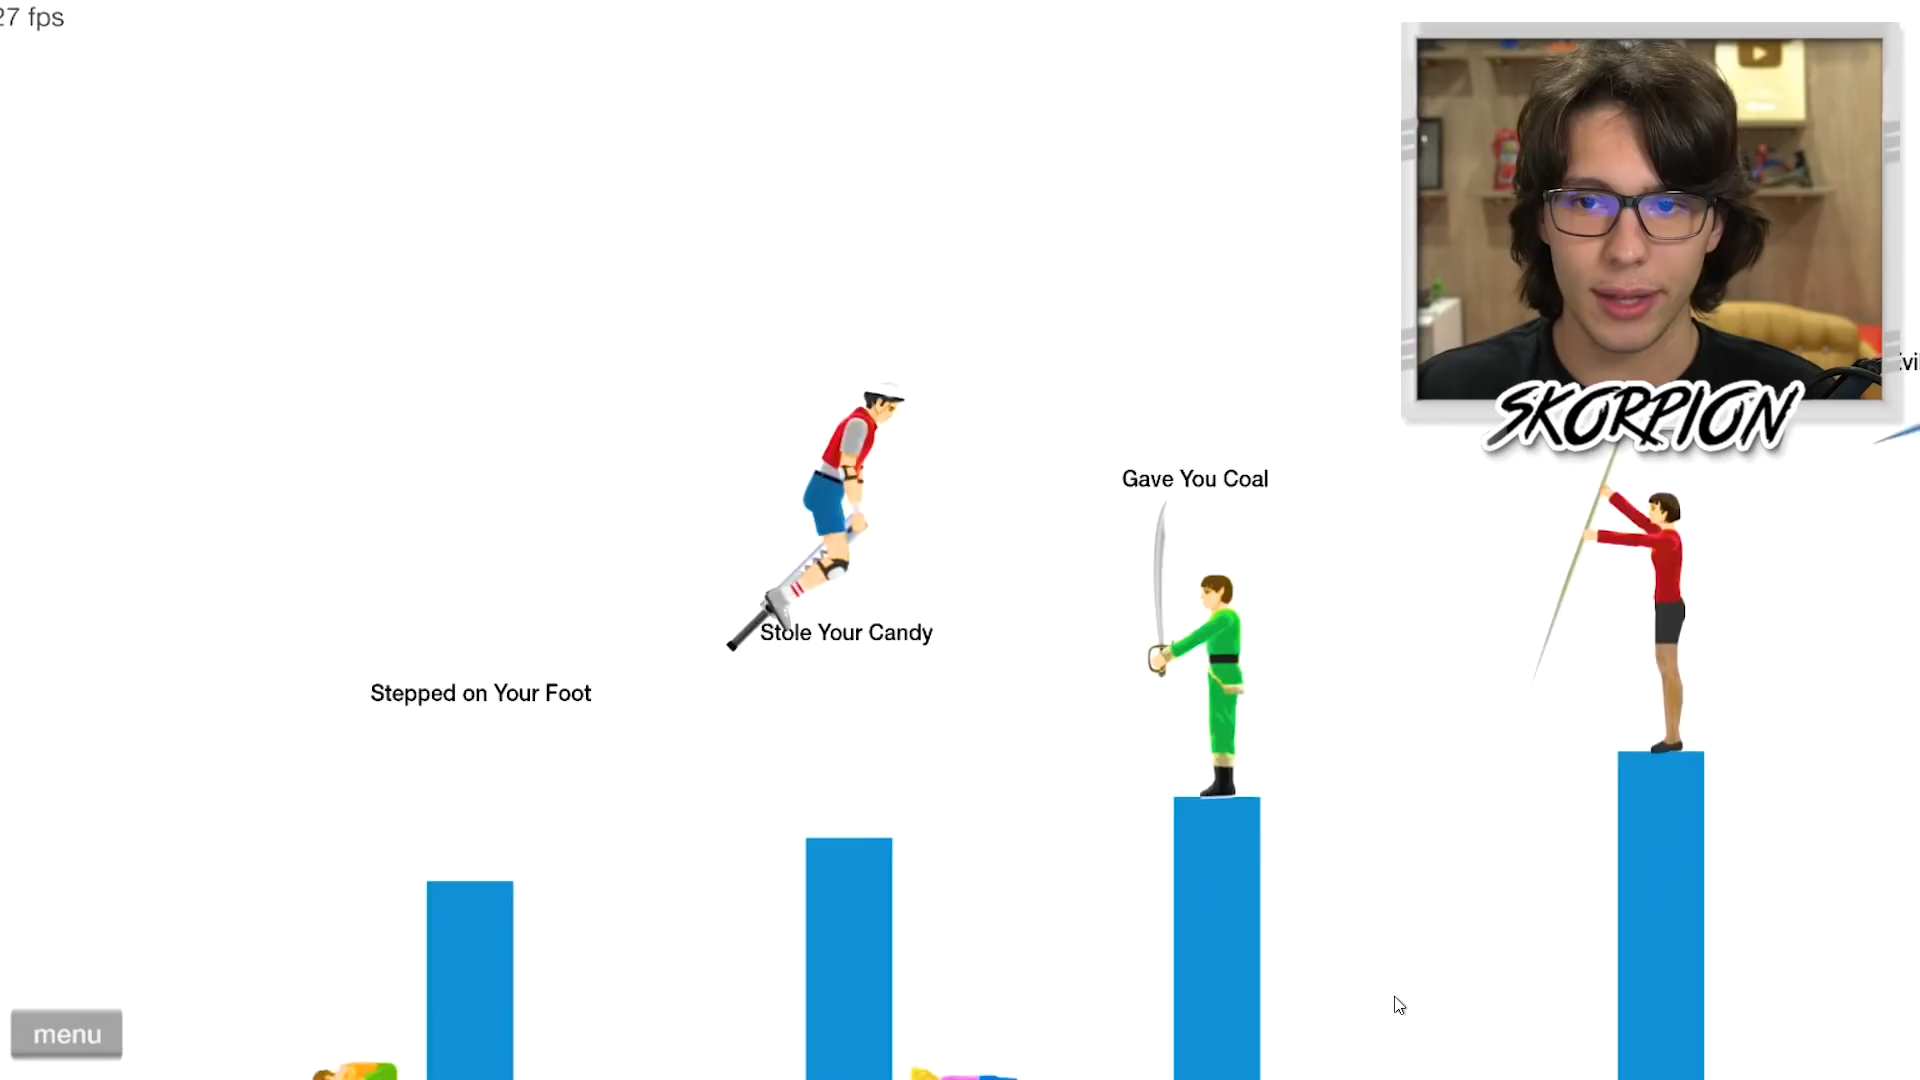 27 fps
SKORPION
Gave You Coal
Stole Your Candy
Stepped on Your Foot
menu